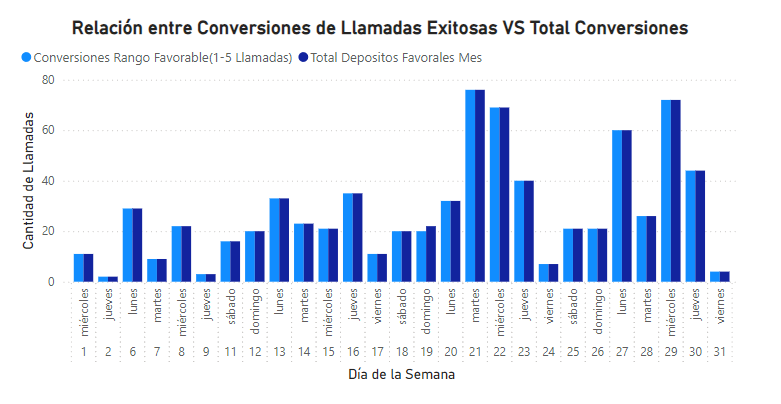 Relación entre Conversiones de Llamadas Exitosas VS Total Conversiones
Conversiones Rango Favorable(1-5 Llamadas) Total Depositos Favorales Mes
Cantidad de Llamadas
80
60
40
20
0
miércoles jueves lunes martes miércoles jueves sábado domingo lunes martes miércoles jueves viernes sábado domingo lunes martes miércoles jueves viernes sábado domingo lunes martes miércoles jueves viernes
1 2 6 7 8 9 11 12 13 14 15 16 17 18 19 20 21 22 23 24 25 26 27 28 29 30 31
Día de la Semana